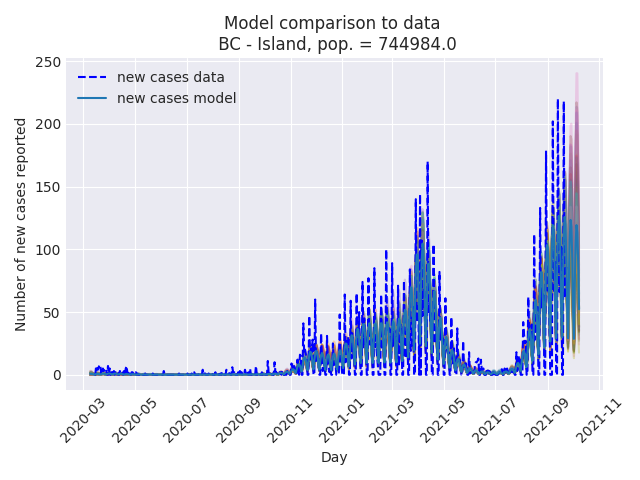 Model comparison to data
BC - Island, pop. = 744984.0
new cases data
new cases model
Number of new cases reported
250
200
150
100
50
0
2020-03
2020-05
2020-07
2020-09
2020-11
2021-01
2021-03
2021-05
2021-07
2021-09
2021-11
Day